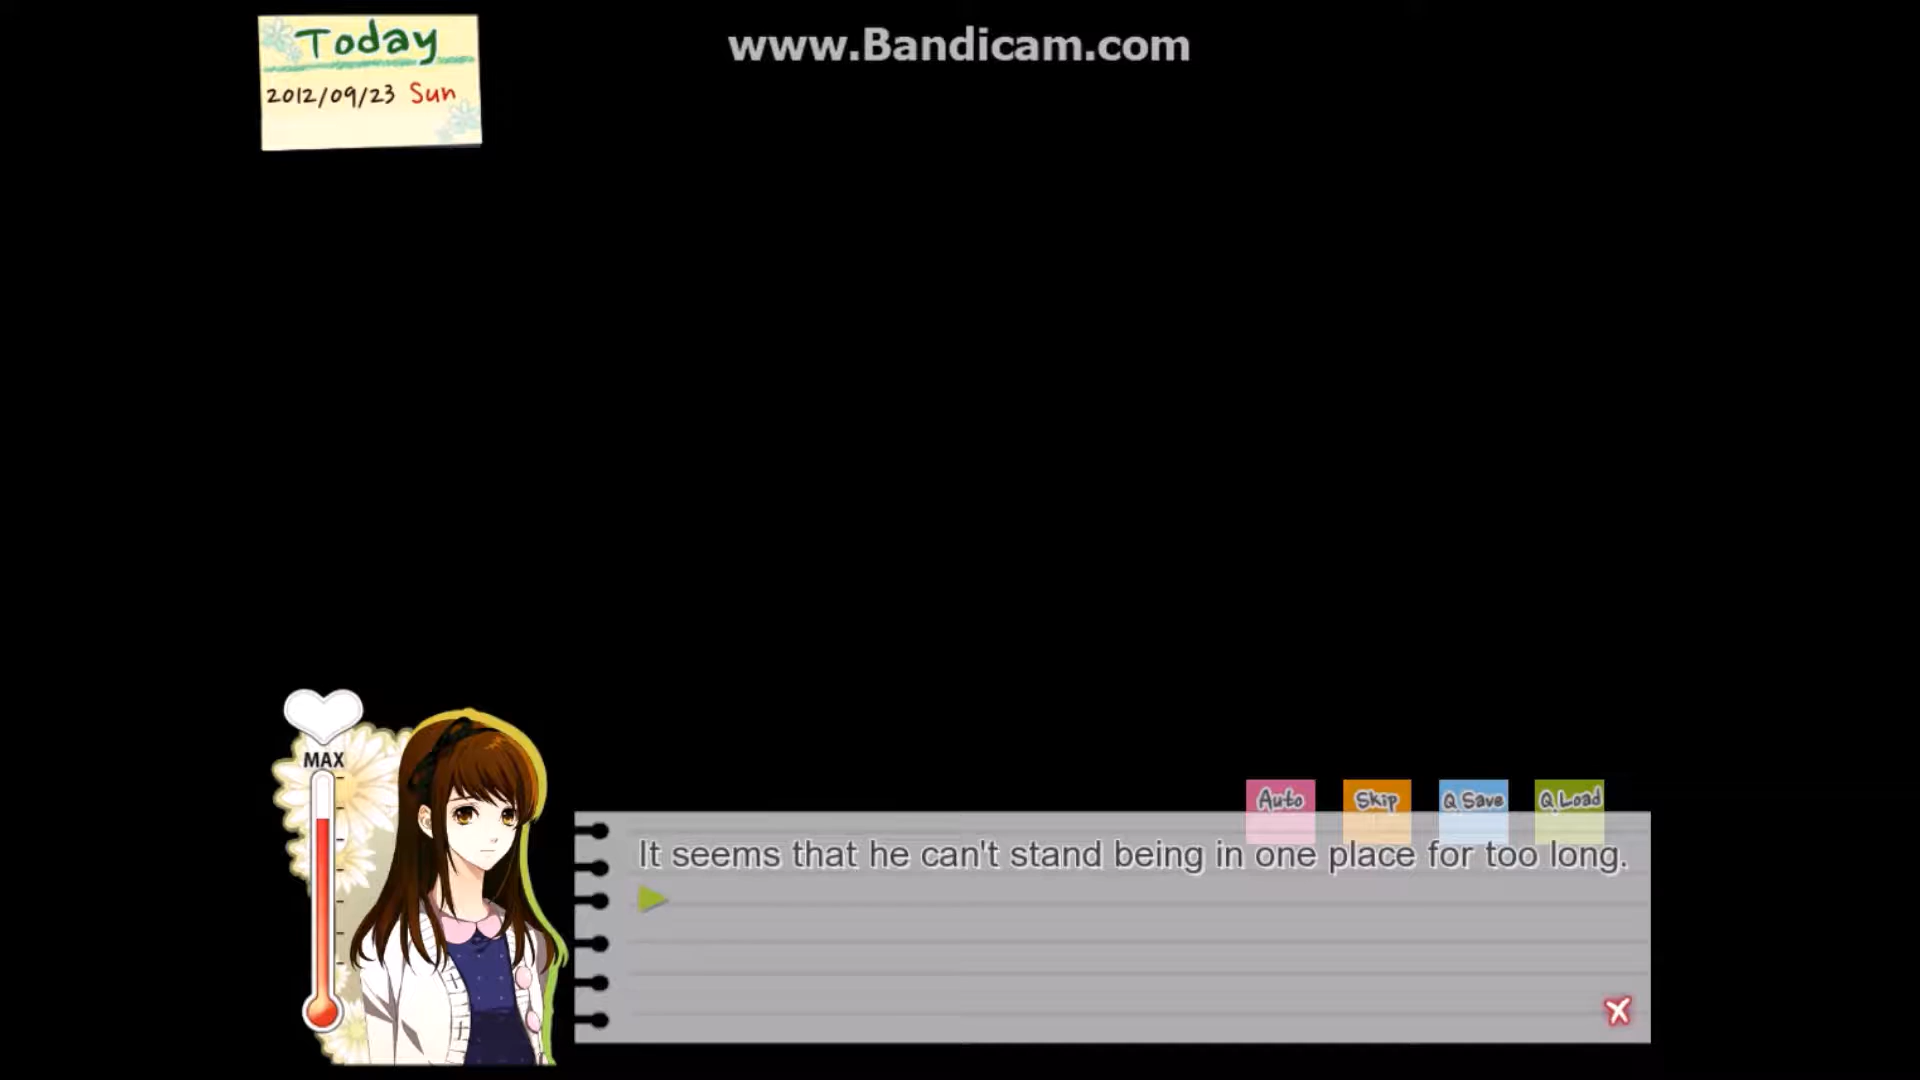 Today
www.Bandicam.com
2012/09/23 Sun
MAX
Auto
Skip
Q.Save
Q.Load
It seems that he can't stand being in one place for too long.